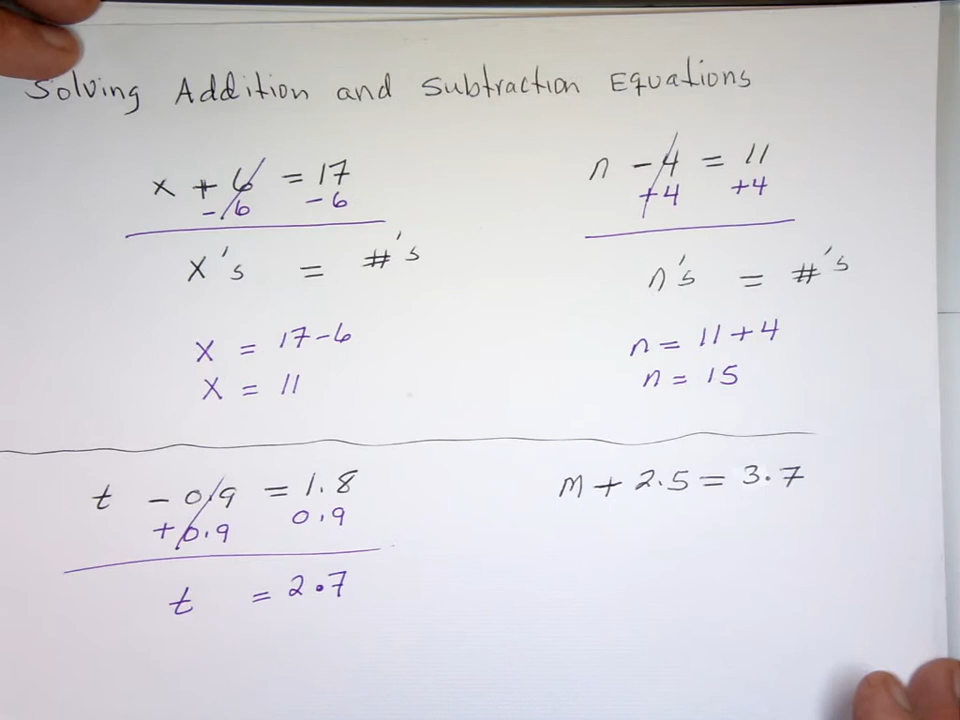 Solving Addition and Subtraction Equations
x + 6 = 17
- 6 - 6
x's = #'s
x = 17 - 6
x = 11
n - 4 = 11
+4 +4
n's = #'s
n = 11 + 4
n = 15
t - 0.9 = 1.8
+ 0.9 0.9
t = 2.7
m + 2.5 = 3.7